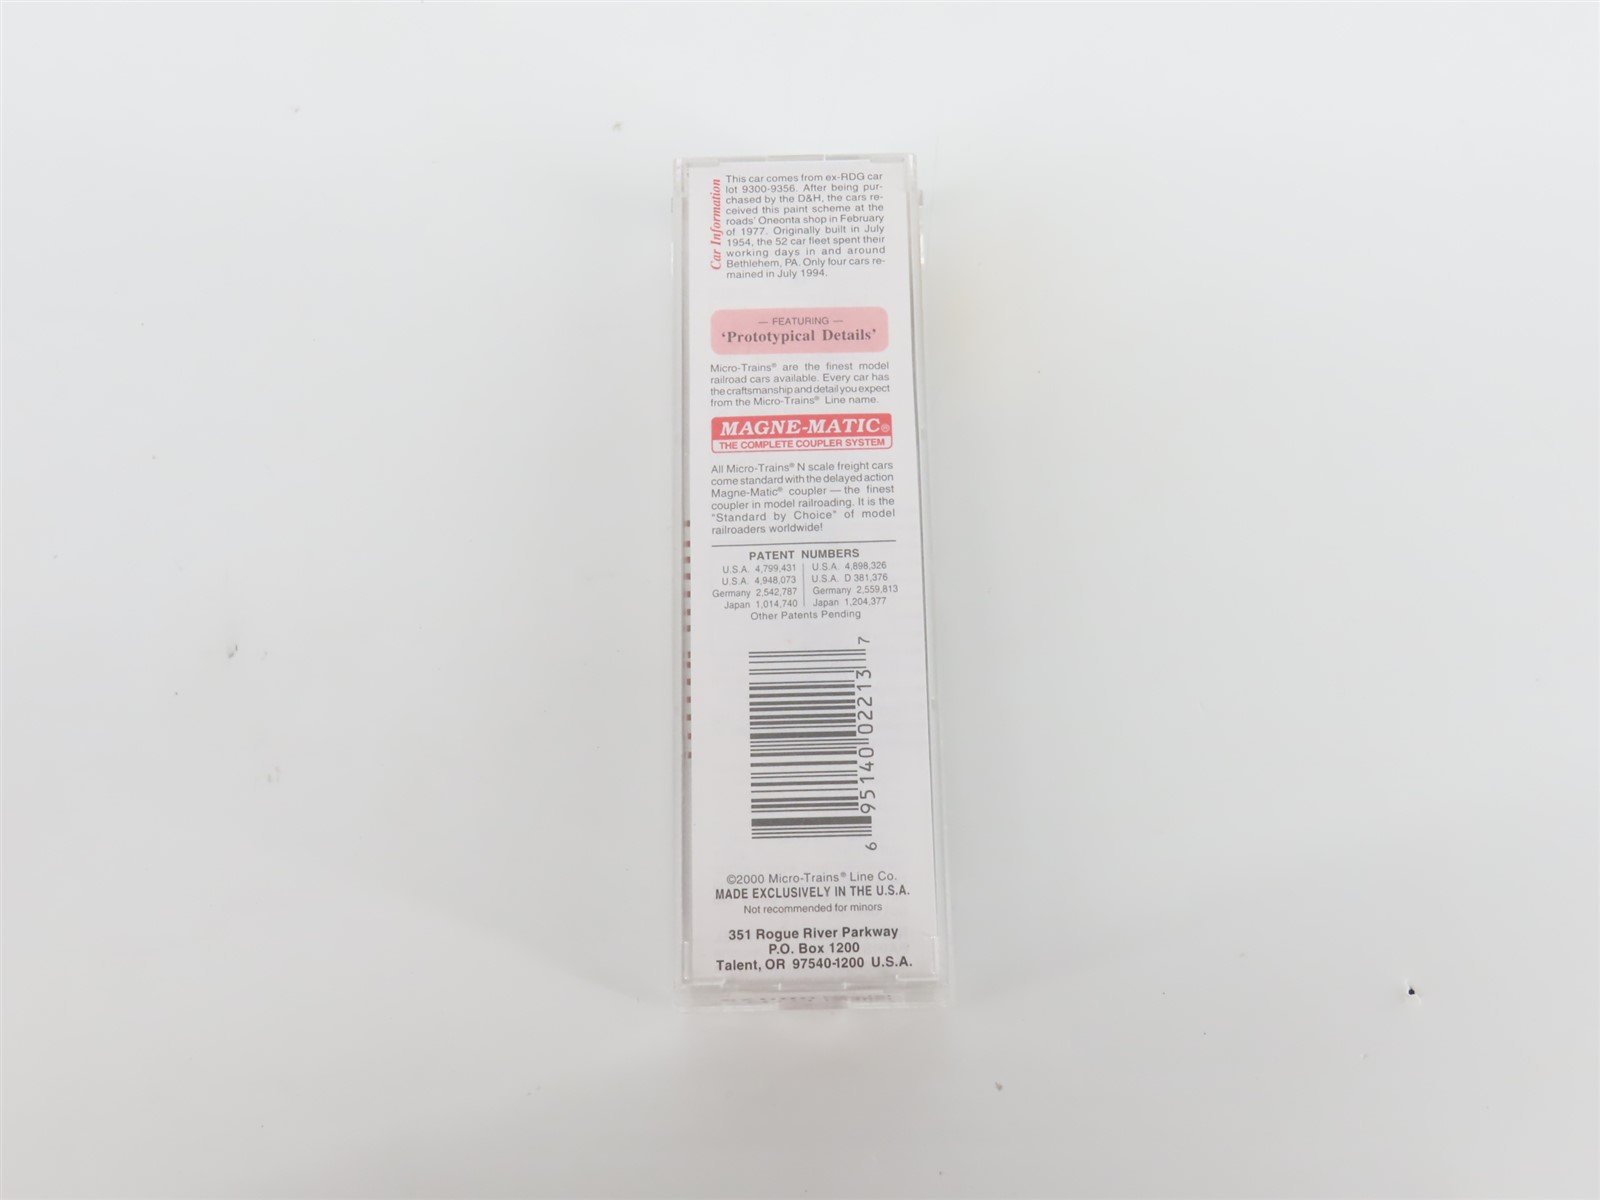 Car Information
This car comes from ex-RDG car
lot 9300-9356. After being pur-
chased by the D&H, the cars re-
ceived this paint scheme at the
roads' Oneonta shop in February
of 1977. Originally built in July
1954, the 52 car fleet spent their
working days in and around
Bethlehem, PA. Only four cars re-
mained in July 1994.
— FEATURING —
'Prototypical Details'
Micro-Trains® are the finest model
railroad cars available. Every car has
the craftsmanship and detail you expect
from the Micro-Trains® Line name.
MAGNE-MATIC®
THE COMPLETE COUPLER SYSTEM
All Micro-Trains® N scale freight cars
come standard with the delayed action
Magne-Matic® coupler — the finest
coupler in model railroading. It is the
"Standard by Choice" of model
railroaders worldwide!
PATENT NUMBERS
U.S.A. 4,799,431 U.S.A. 4,898,326
U.S.A. 4,948,073 U.S.A. D 381,376
Germany 2,542,787 Germany 2,559,813
Japan 1,014,740 Japan 1,204,377
Other Patents Pending
6 95140 02213 7
©2000 Micro-Trains® Line Co.
MADE EXCLUSIVELY IN THE U.S.A.
Not recommended for minors
351 Rogue River Parkway
P.O. Box 1200
Talent, OR 97540-1200 U.S.A.